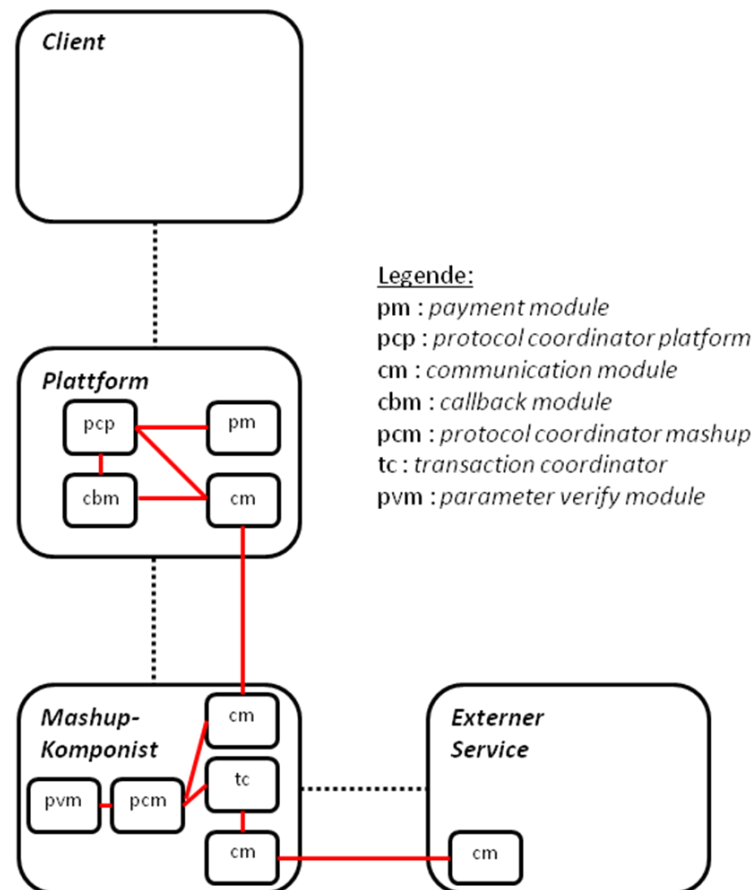 Client
Legende:
pm : payment module
pcp : protocol coordinator platform
cm : communication module
cbm : callback module
pcm : protocol coordinator mashup
tc : transaction coordinator
pvm : parameter verify module
Plattform
pcp
pm
cbm
cm
Mashup-
Komponist
cm
pvm
pcm
tc
cm
Externer
Service
cm